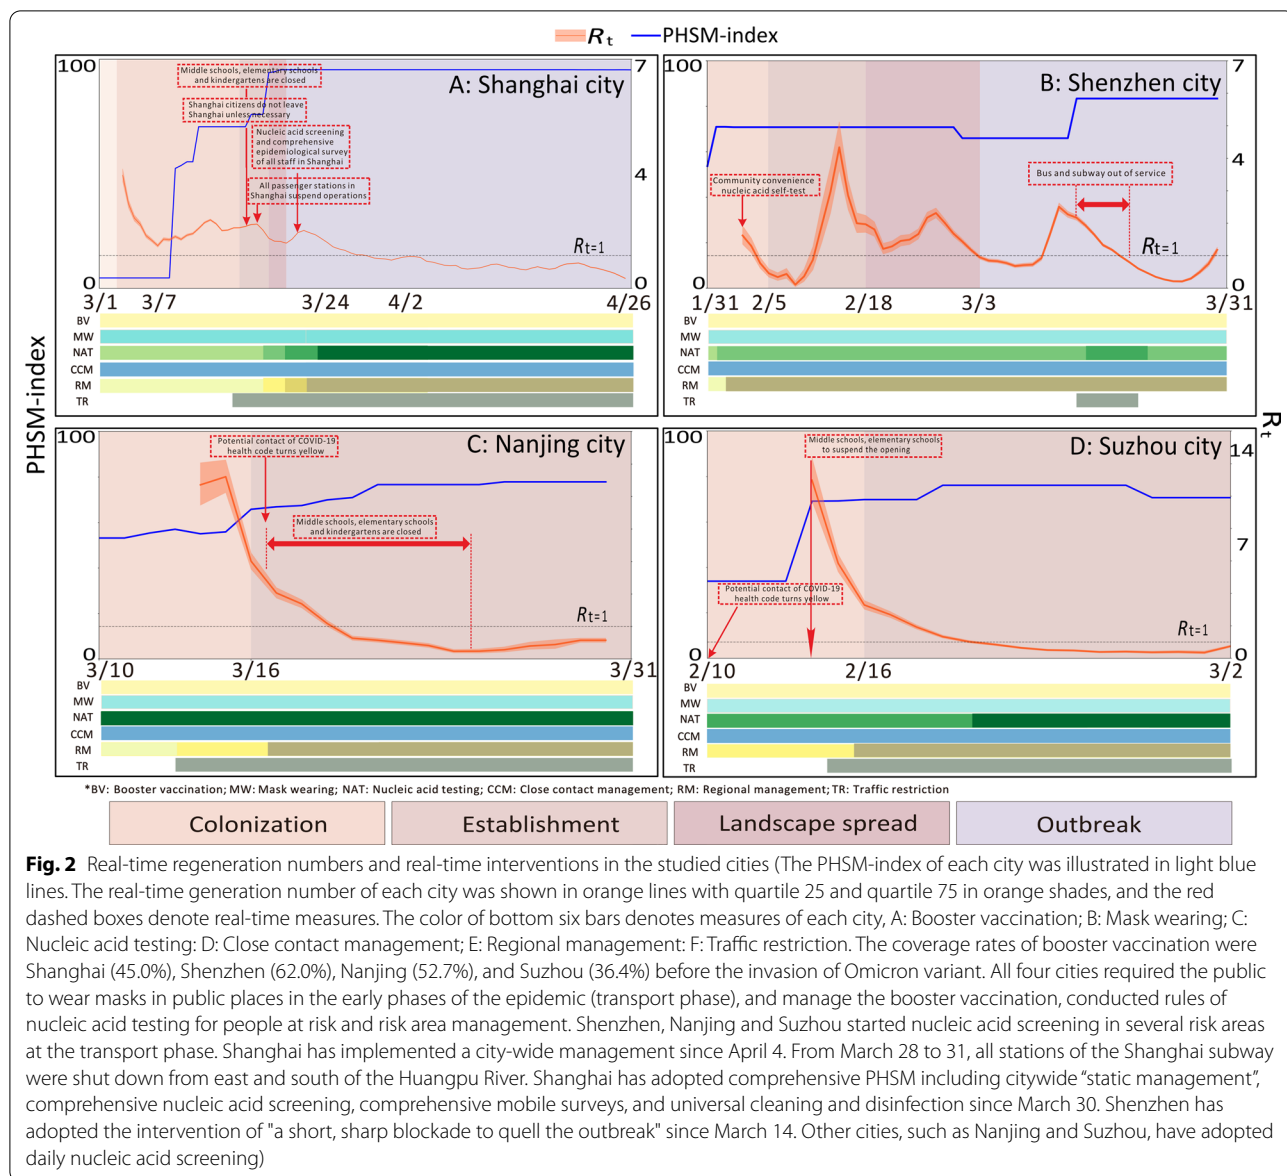 Rt PHSM-index
100
7
A: Shanghai city
Middle schools, elementary schools
and kindergartens are closed
Shanghai citizens do not leave
Shanghai unless necessary
Nucleic acid screening
and comprehensive
epidemiological survey
of all staff in Shanghai
All passenger stations in
Shanghai suspend operations
4
Rt=1
0
0
3/1 3/7 3/24 4/2 4/26
BV
MW
NAT
CCM
RM
TR
100
7
B: Shenzhen city
4
Community convenience
nucleic acid self-test
Bus and subway out of service
Rt=1
0
0
1/31 2/5 2/18 3/3 3/31
BV
MW
NAT
CCM
RM
TR
PHSM-index
Rt
100
C: Nanjing city
Potential contact of COVID-19
health code turns yellow
Middle schools, elementary schools
and kindergartens are closed
Rt=1
0
3/10 3/16 3/31
BV
MW
NAT
CCM
RM
TR
100
14
D: Suzhou city
Middle schools, elementary schools
to suspend the opening
7
Potential contact of COVID-19
health code turns yellow
Rt=1
0
0
2/10 2/16 3/2
BV
MW
NAT
CCM
RM
TR
*BV: Booster vaccination; MW: Mask wearing; NAT: Nucleic acid testing; CCM: Close contact management; RM: Regional management; TR: Traffic restriction
Colonization Establishment Landscape spread Outbreak
Fig. 2 Real-time regeneration numbers and real-time interventions in the studied cities (The PHSM-index of each city was illustrated in light blue
lines. The real-time generation number of each city was shown in orange lines with quartile 25 and quartile 75 in orange shades, and the red
dashed boxes denote real-time measures. The color of bottom six bars denotes measures of each city, A: Booster vaccination; B: Mask wearing; C:
Nucleic acid testing: D: Close contact management; E: Regional management: F: Traffic restriction. The coverage rates of booster vaccination were
Shanghai (45.0%), Shenzhen (62.0%), Nanjing (52.7%), and Suzhou (36.4%) before the invasion of Omicron variant. All four cities required the public
to wear masks in public places in the early phases of the epidemic (transport phase), and manage the booster vaccination, conducted rules of
nucleic acid testing for people at risk and risk area management. Shenzhen, Nanjing and Suzhou started nucleic acid screening in several risk areas
at the transport phase. Shanghai has implemented a city-wide management since April 4. From March 28 to 31, all stations of the Shanghai subway
were shut down from east and south of the Huangpu River. Shanghai has adopted comprehensive PHSM including citywide “static management”,
comprehensive nucleic acid screening, comprehensive mobile surveys, and universal cleaning and disinfection since March 30. Shenzhen has
adopted the intervention of "a short, sharp blockade to quell the outbreak" since March 14. Other cities, such as Nanjing and Suzhou, have adopted
daily nucleic acid screening)